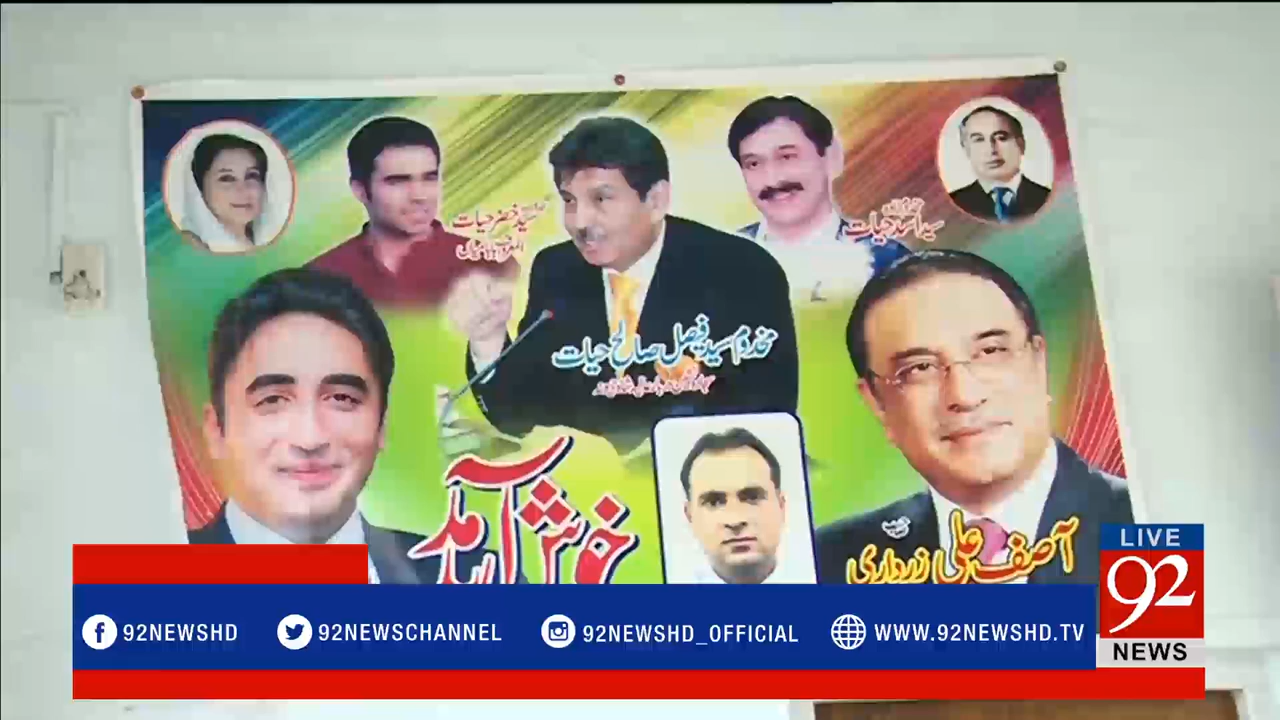 سید خضر حیات
سید اسد حیات
مخدوم سید فیصل صالح حیات
خوش آمدید
آصف علی زرداری
LIVE
92
NEWS
92NEWSHD
92NEWSCHANNEL
92NEWSHD_OFFICIAL
WWW.92NEWSHD.TV